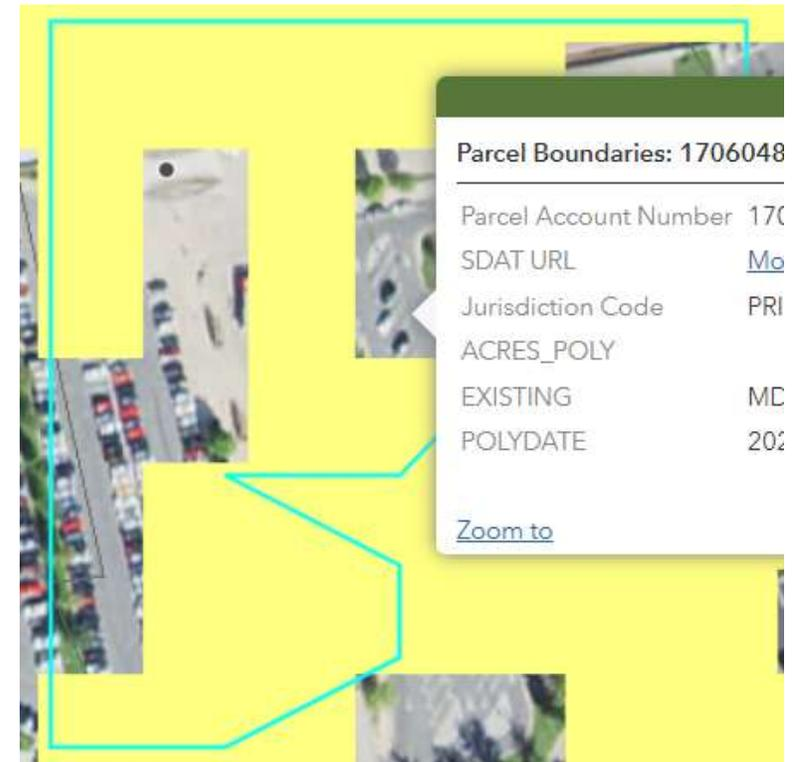 Parcel Boundaries: 1706048
Parcel Account Number 170
SDAT URL Mo
Jurisdiction Code PRI
ACRES_POLY
EXISTING MD
POLYDATE 202
Zoom to